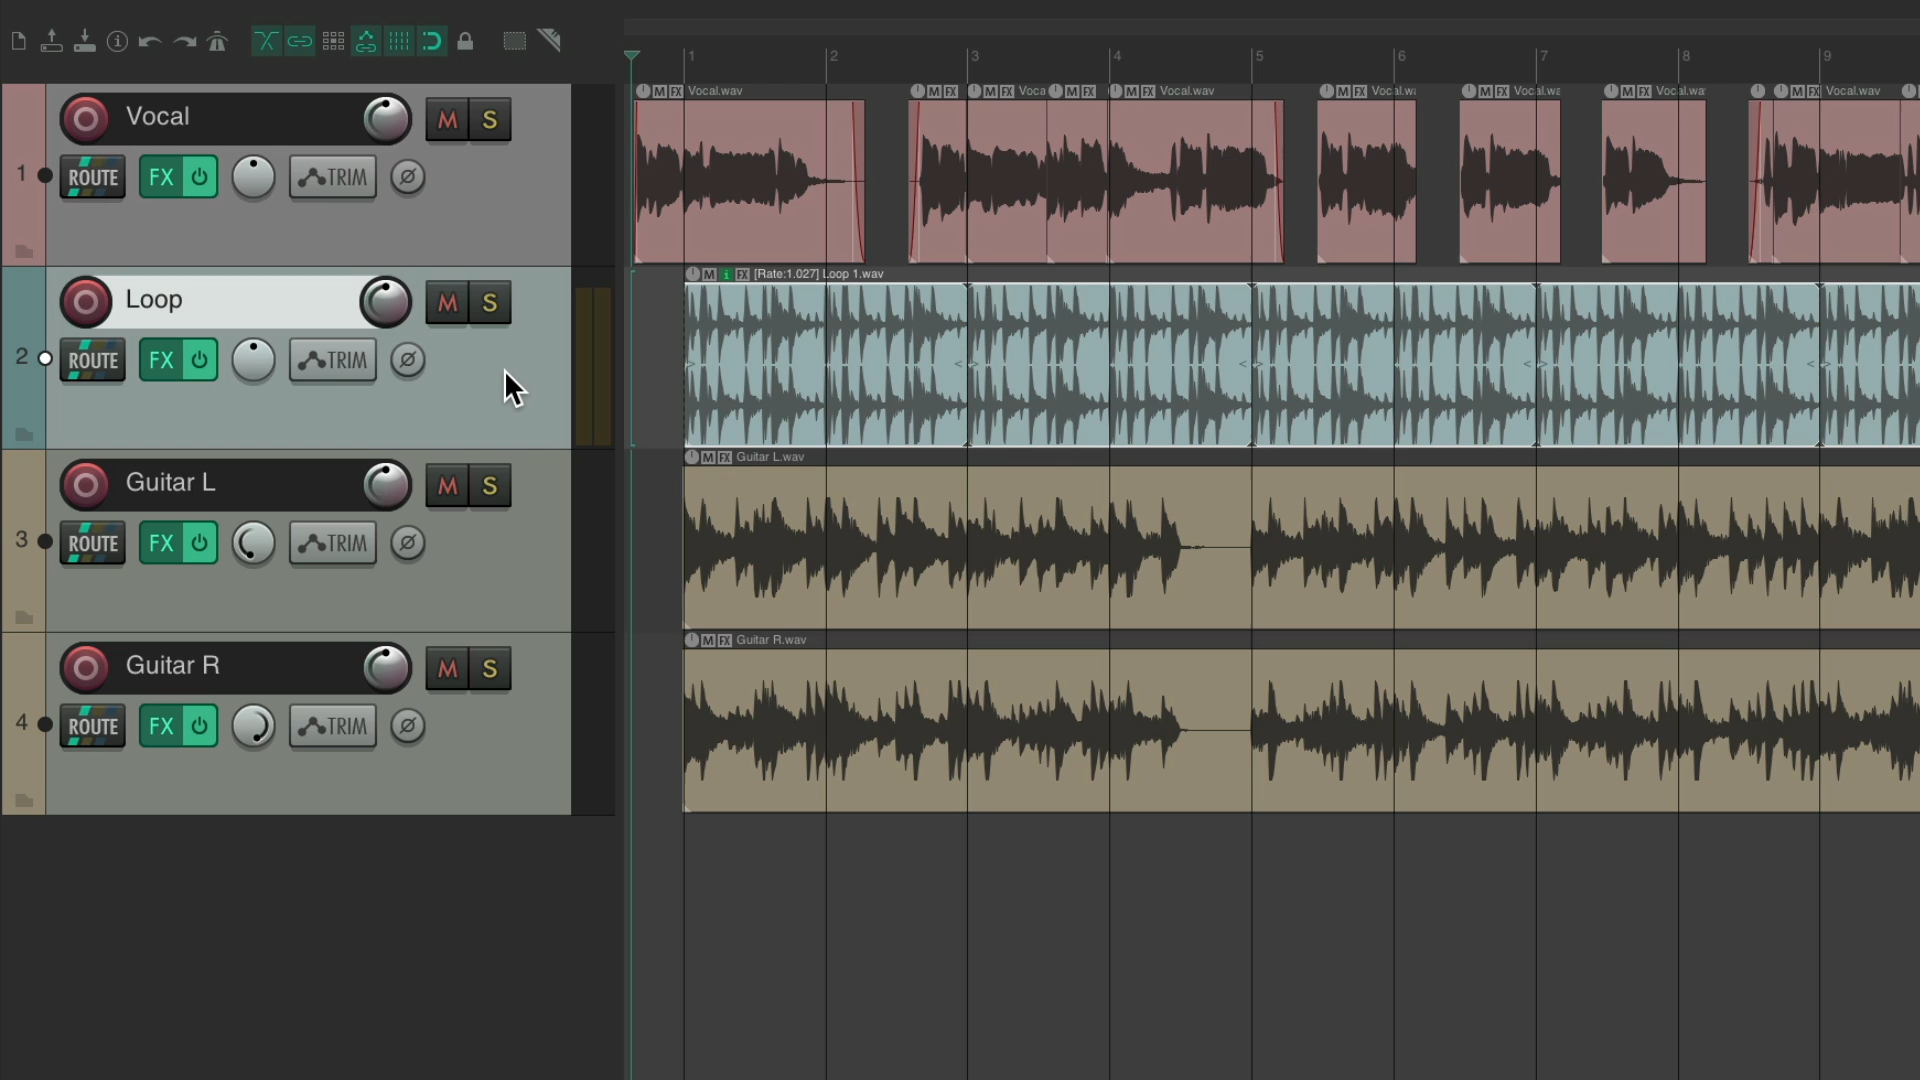 1 2 3 4 5 6 7 8 9
Vocal M S
M FX Vocal.wav M FX M FX Voca M FX M FX Vocal.wav M FX Vocal.wa M FX Vocal.wa M FX Vocal.wa M FX Vocal.wav
1 ROUTE FX TRIM
Loop M S
M i FX [Rate:1.027] Loop 1.wav
2 ROUTE FX TRIM
Guitar L M S
M FX Guitar L.wav
3 ROUTE FX TRIM
Guitar R M S
M FX Guitar R.wav
4 ROUTE FX TRIM